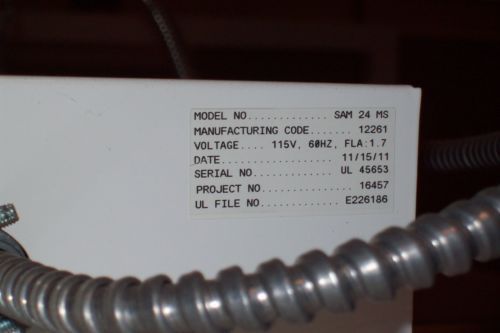 MODEL NO............. SAM 24 MS
MANUFACTURING CODE....... 12261
VOLTAGE.... 115V, 60HZ, FLA:1.7
DATE.................. 11/15/11
SERIAL NO............. UL 45653
PROJECT NO............... 16457
UL FILE NO............. E226186